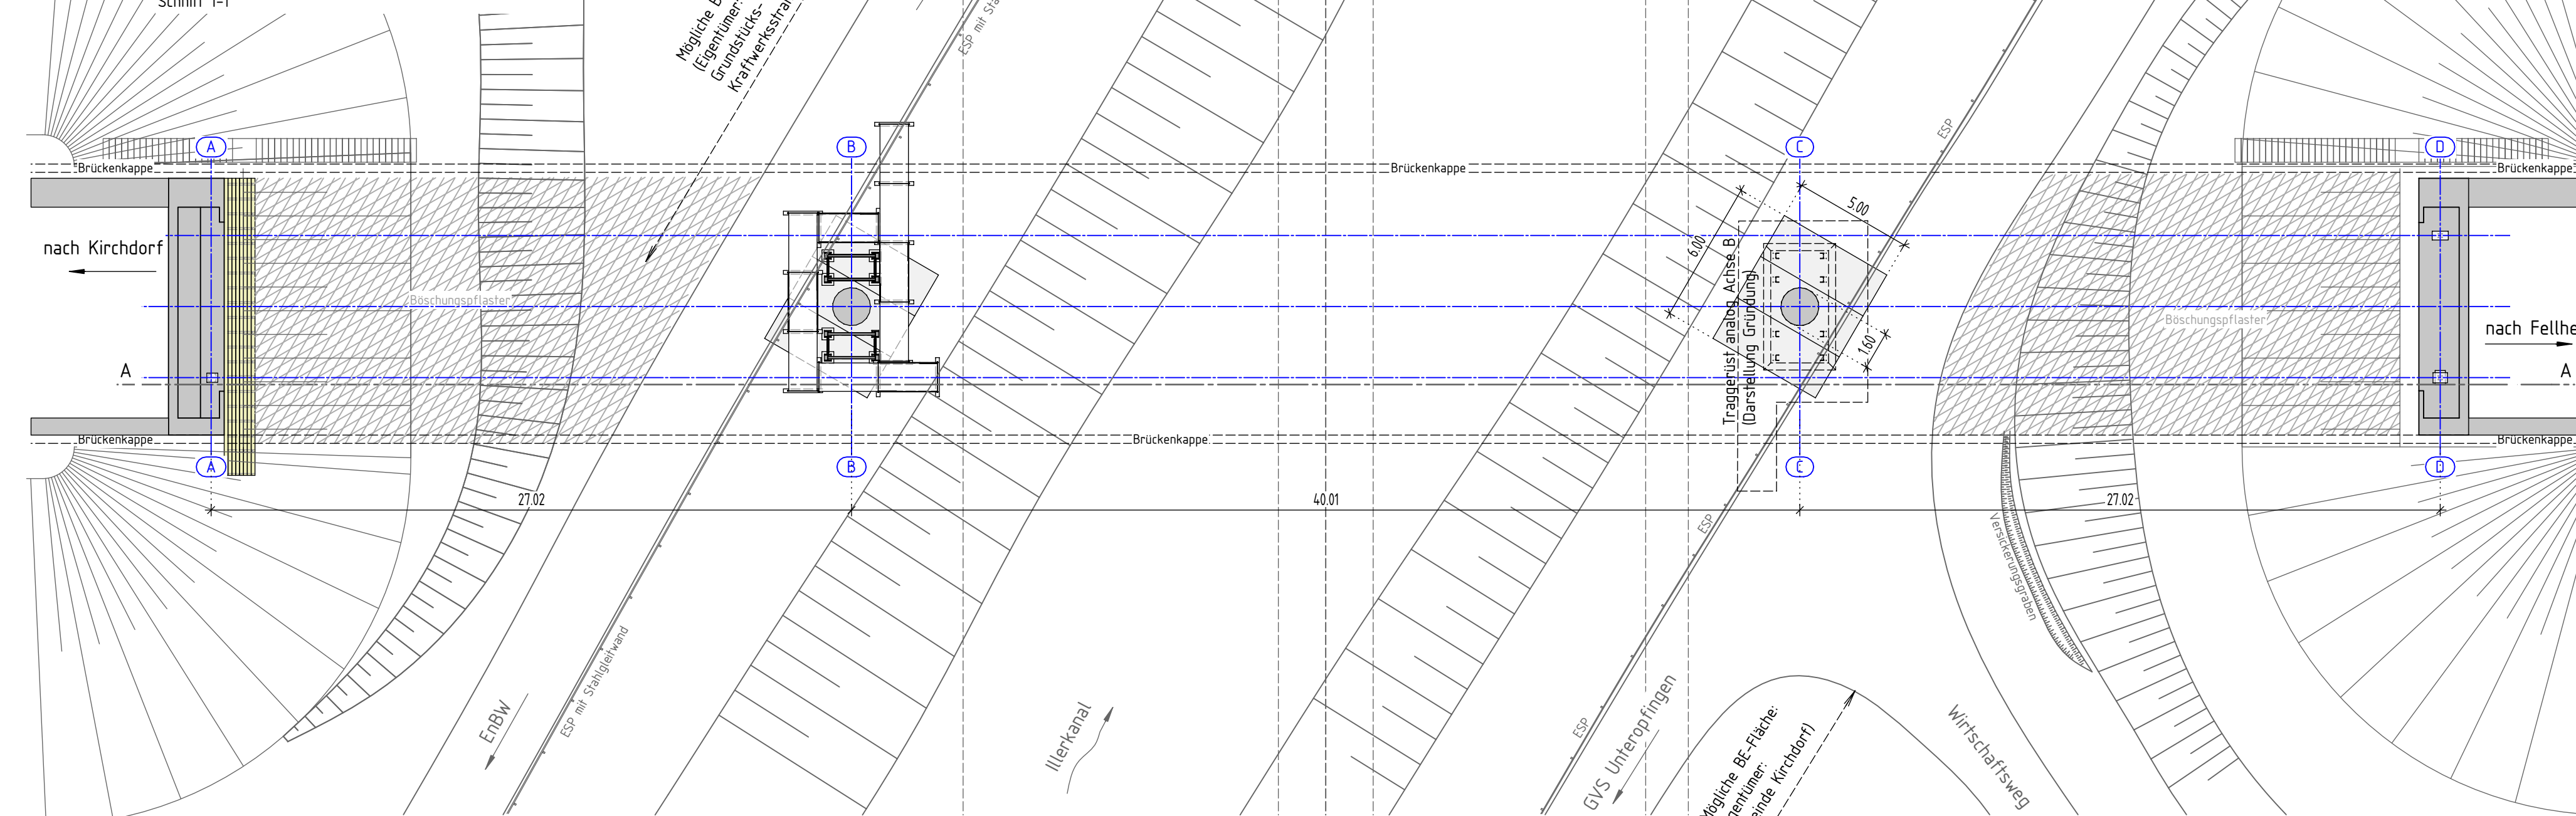 Schnitt 1-1
Mögliche B
(Eigentümer:
Grundstücks-
Kraftwerksstra
ESP mit Sta
A
B
C
D
Brückenkappe
Brückenkappe
Brückenkappe
ESP
5.00
6.00
1.60
nach Kirchdorf
Böschungspflaster
Traggerüst analog Achse B
(Darstellung Gründung)
Böschungspflaster
nach Fellhe
A
A
Brückenkappe
Brückenkappe
Brückenkappe
A
B
C
D
27.02
40.01
27.02
ESP
Versickerungsgraben
EnBW
ESP mit Stahlgleitwand
Illerkanal
ESP
GVS Unteropfingen
Mögliche BE-Fläche:
gentümer:
einde Kirchdorf)
Wirtschaftsweg